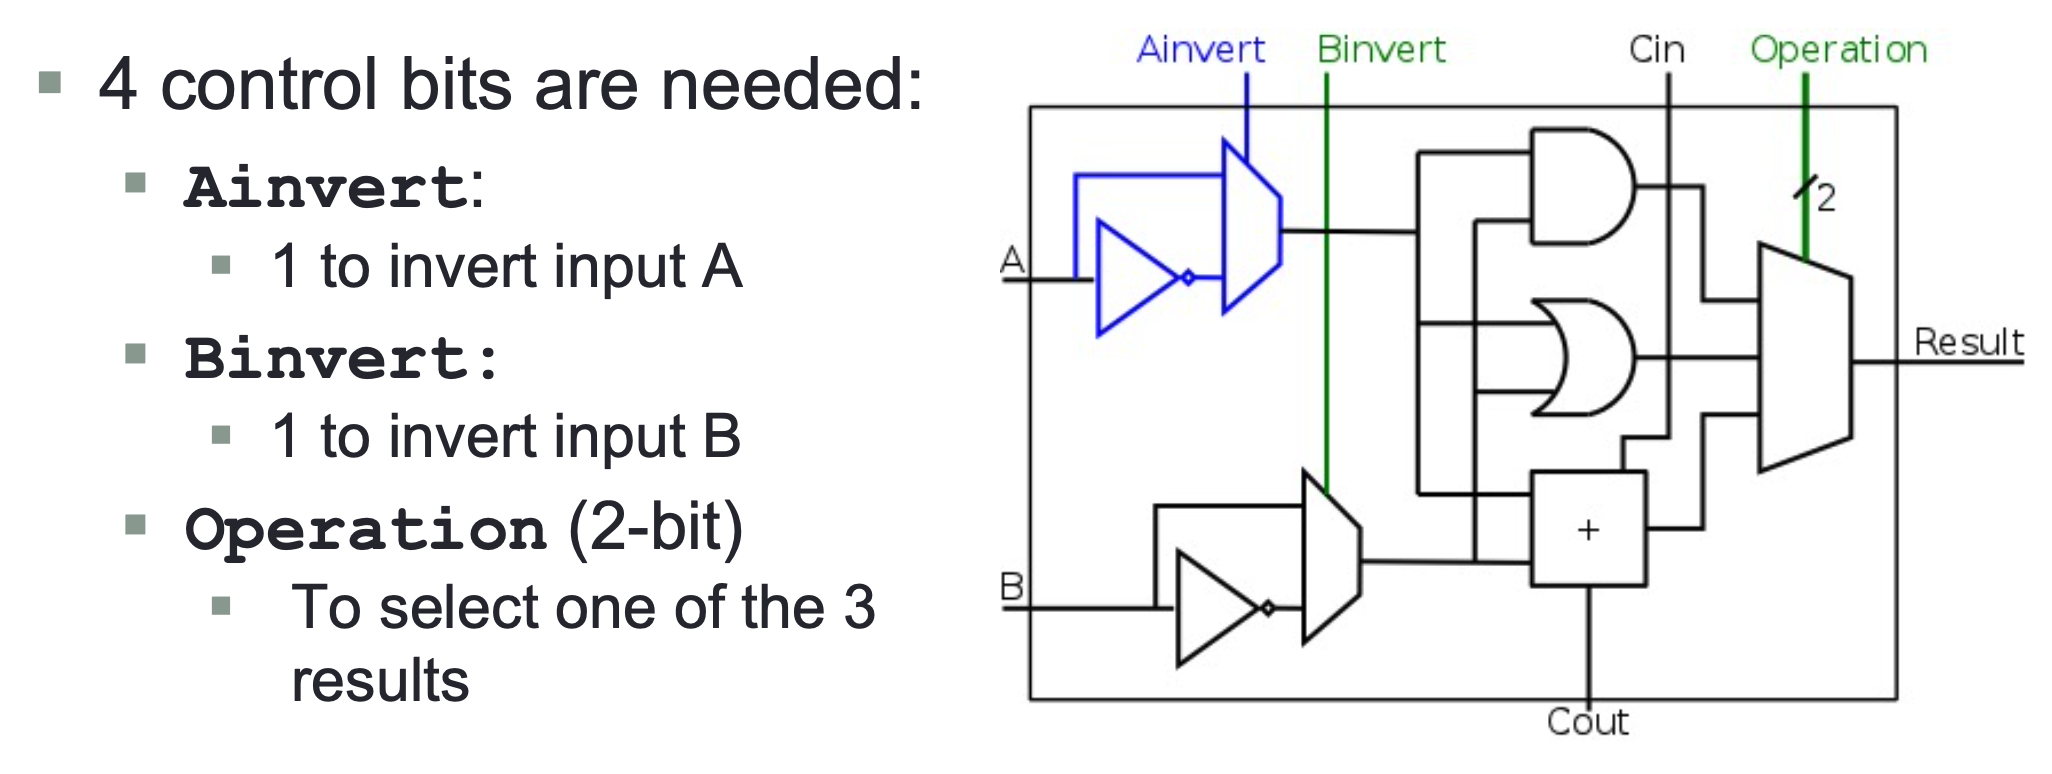 4 control bits are needed:
Ainvert:
1 to invert input A
Binvert:
1 to invert input B
Operation (2-bit)
To select one of the 3
results
Ainvert Binvert Cin Operation
2
A
Result
+
B
Cout